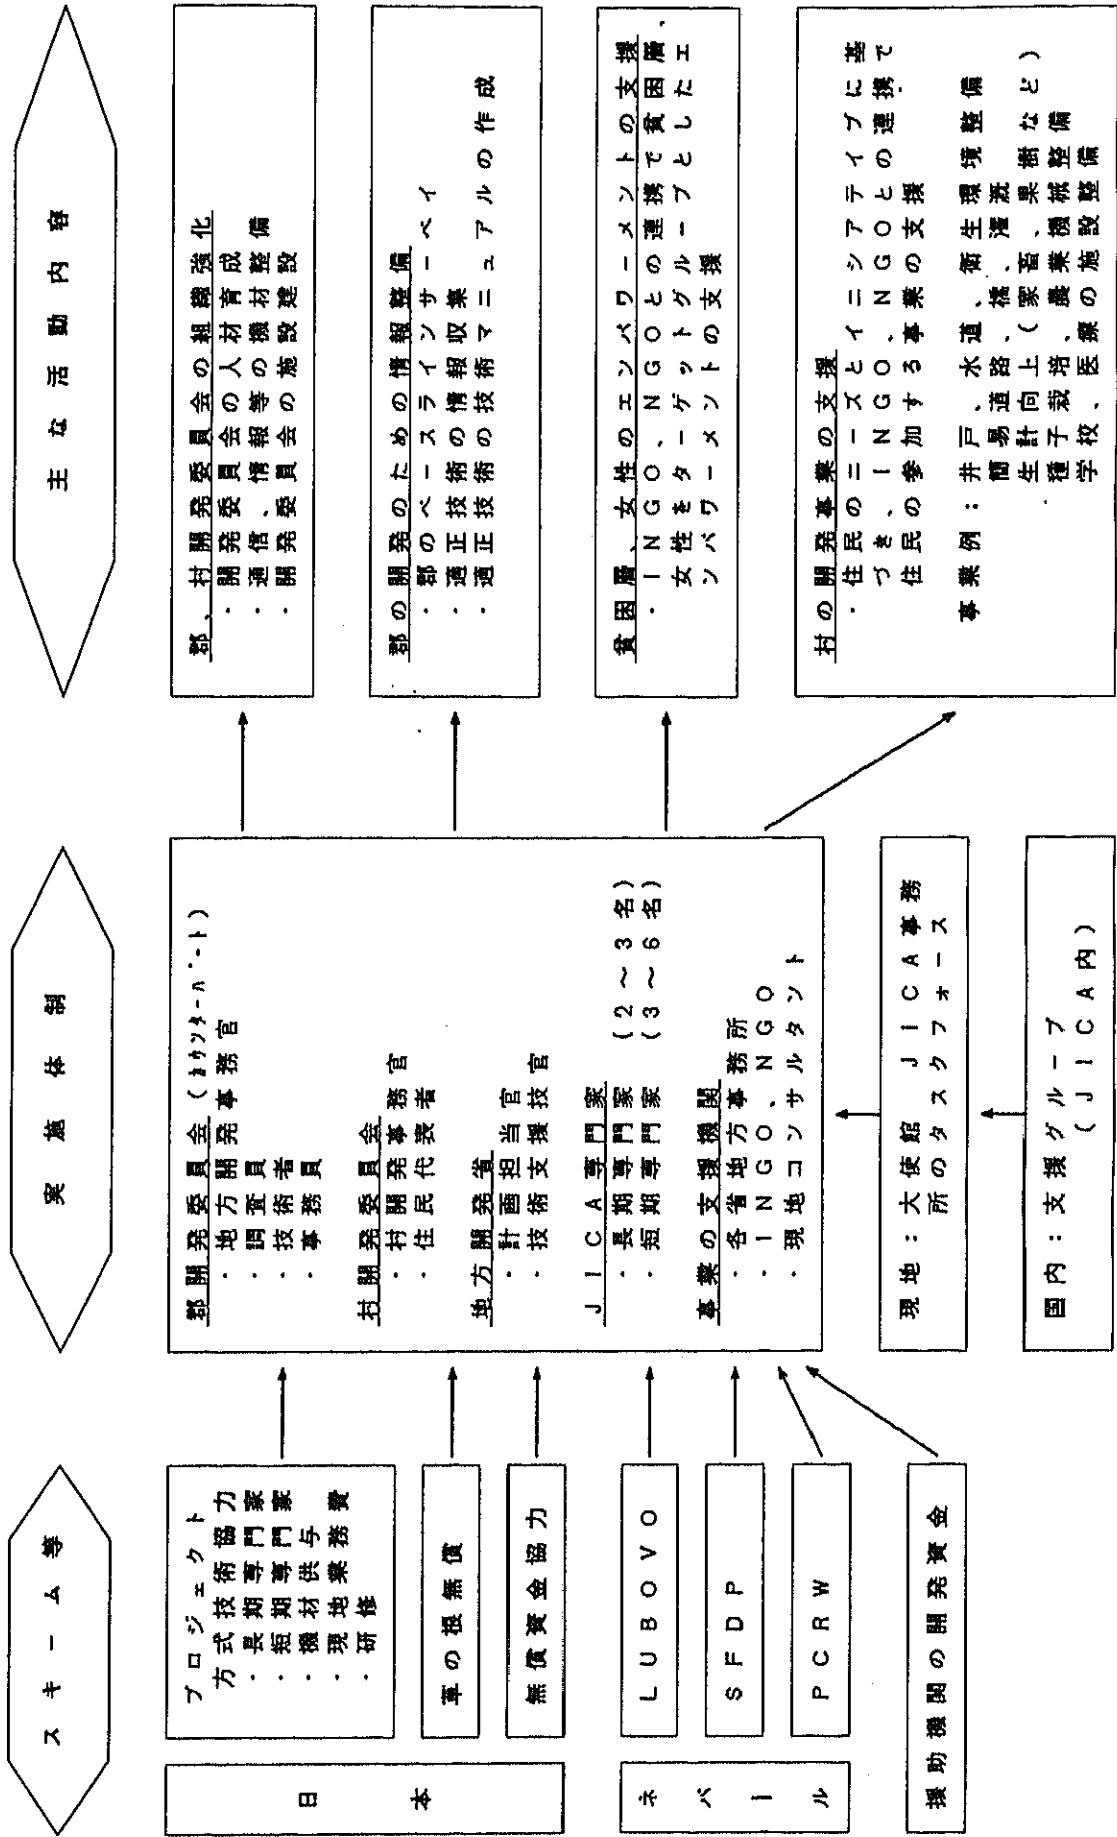 スキーム等
日本
プロジェクト
方式技術協力
・長期専門家
・短期専門家
・機材供与
・現地業務費
・研修
草の根無償
無償資金協力
ネパール
LUBOVO
SFDP
PCRW
援助機関の開発資金
実施体制
郡開発委員会(カウンターパート)
・地方開発事務官
・調査員
・技術者
・事務員
村開発委員会
・村開発事務官
・住民代表者
地方開発省
・計画担当官
・技術支援技官
JICA専門家
・長期専門家 (2~3名)
・短期専門家 (3~6名)
事業の支援機関
・各省地方事務所
・INGO、NGO
・現地コンサルタント
現地:大使館 JICA事務
所のタスクフォース
国内:支援グループ
(JICA内)
主な活動内容
郡、村開発委員会の組織強化
・開発委員会の人材育成
・通信、情報等の機材整備
・開発委員会の施設建設
郡の開発のための情報整備
・郡のベースラインサーベイ
・適正技術の情報収集
・適正技術の技術マニュアルの作成
貧困層、女性のエンパワーメントの支援
・INGO、NGOとの連携で貧困層、
女性をターゲットグループとしたエ
ンパワーメントの支援
村の開発事業の支援
・住民のニーズとイニシアティブに基
づき、INGO、NGOとの連携で
住民の参加する事業の支援
事業例:井戸、水道、衛生環境整備
簡易道路、橋、灌漑
生計向上(家畜、果樹など)
種子栽培、農業機械整備
学校、医療の施設整備